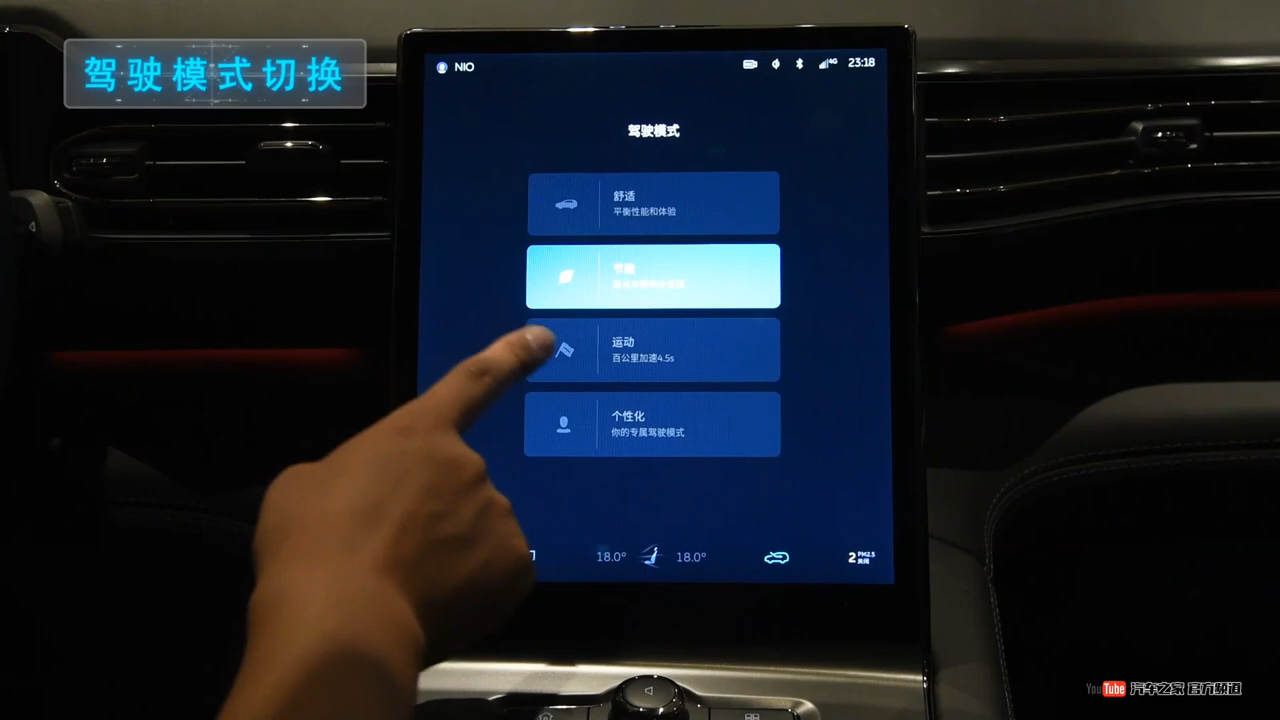 驾驶模式切换
NIO
4G
23:18
驾驶模式
舒适
平衡性能和体验
节能
运动
百公里加速4.5s
个性化
你的专属驾驶模式
18.0°
18.0°
2 PM2.5
关闭
YouTube 汽车之家 官方频道